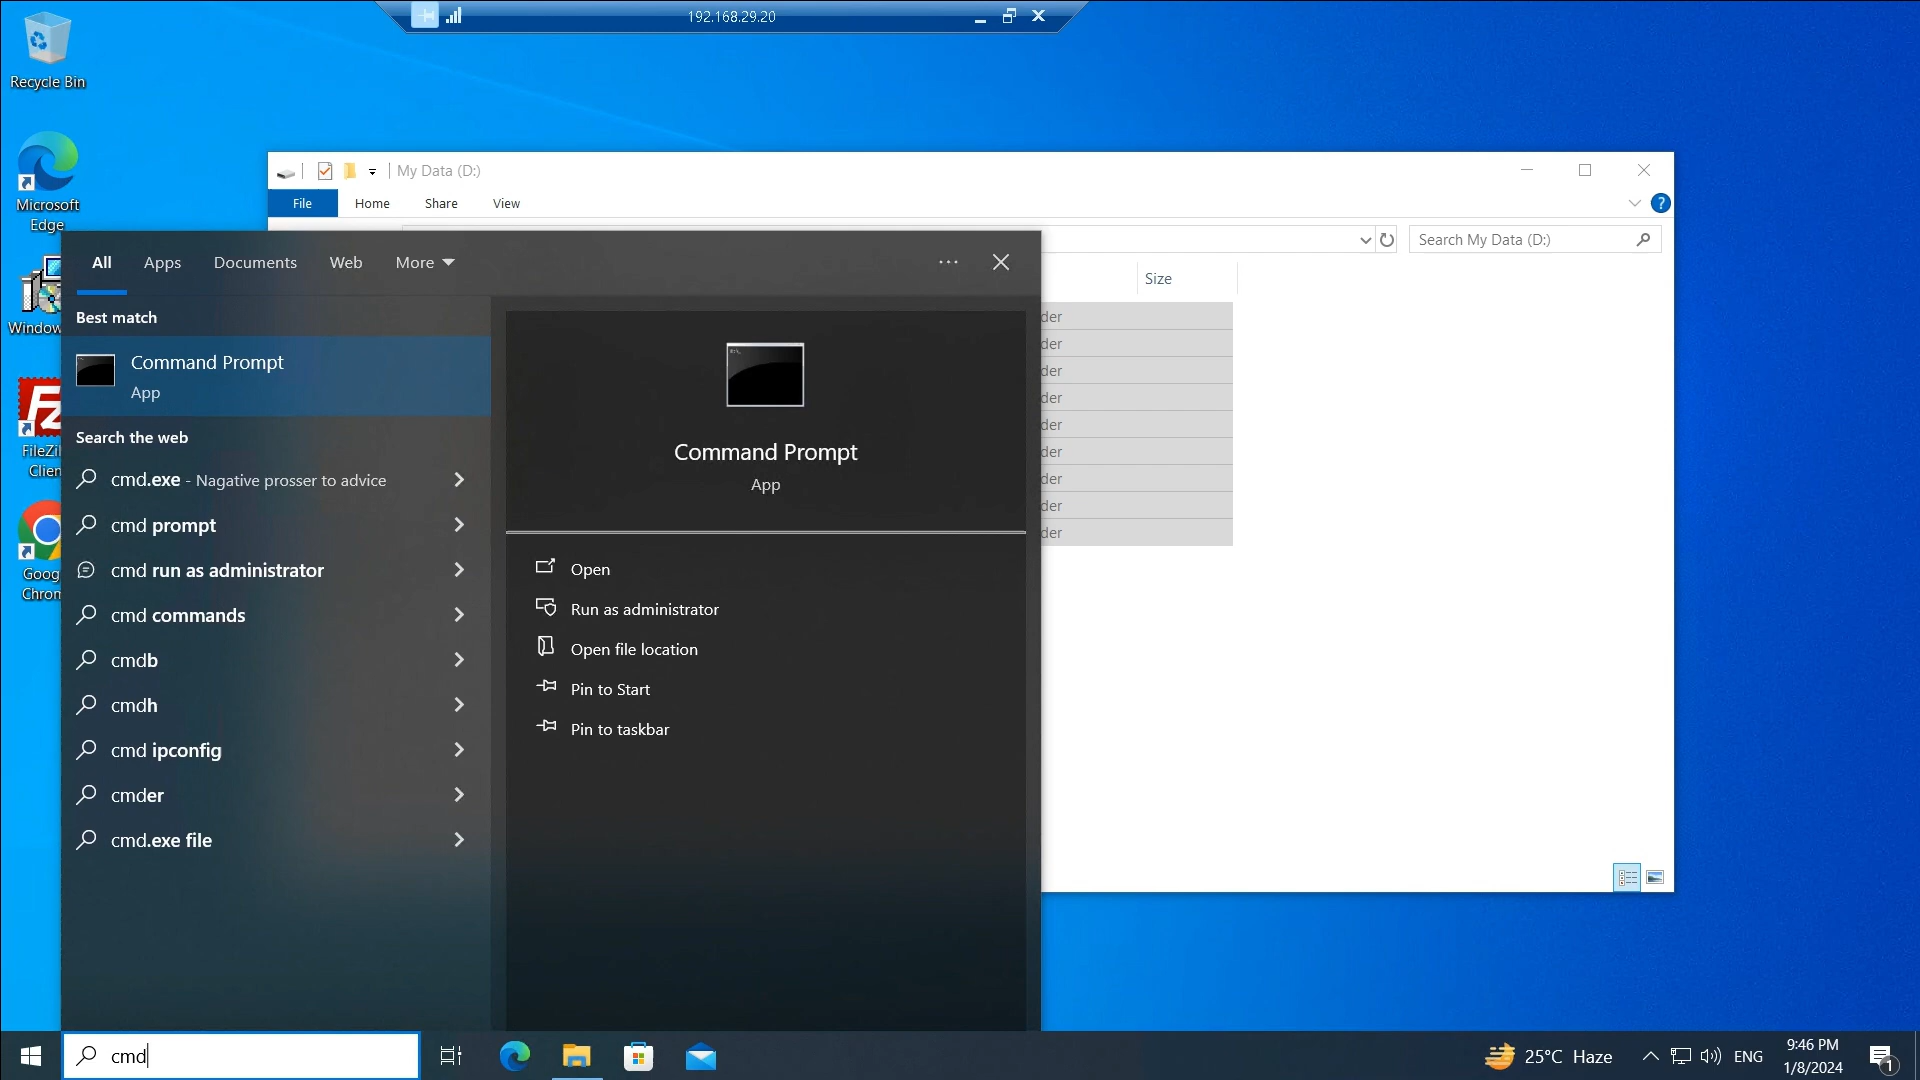 192.168.29.20
Recycle Bin
Microsoft
Edge
Window
FileZil
Clien
Goog
Chrom
My Data (D:)
File
Home
Share
View
Search My Data (D:)
Size
der
der
der
der
der
der
der
der
der
All
Apps
Documents
Web
More
Best match
Command Prompt
App
Search the web
cmd.exe - Nagative prosser to advice
cmd prompt
cmd run as administrator
cmd commands
cmdb
cmdh
cmd ipconfig
cmder
cmd.exe file
Command Prompt
App
Open
Run as administrator
Open file location
Pin to Start
Pin to taskbar
cmd
25°C Haze
ENG
9:46 PM
1/8/2024
1